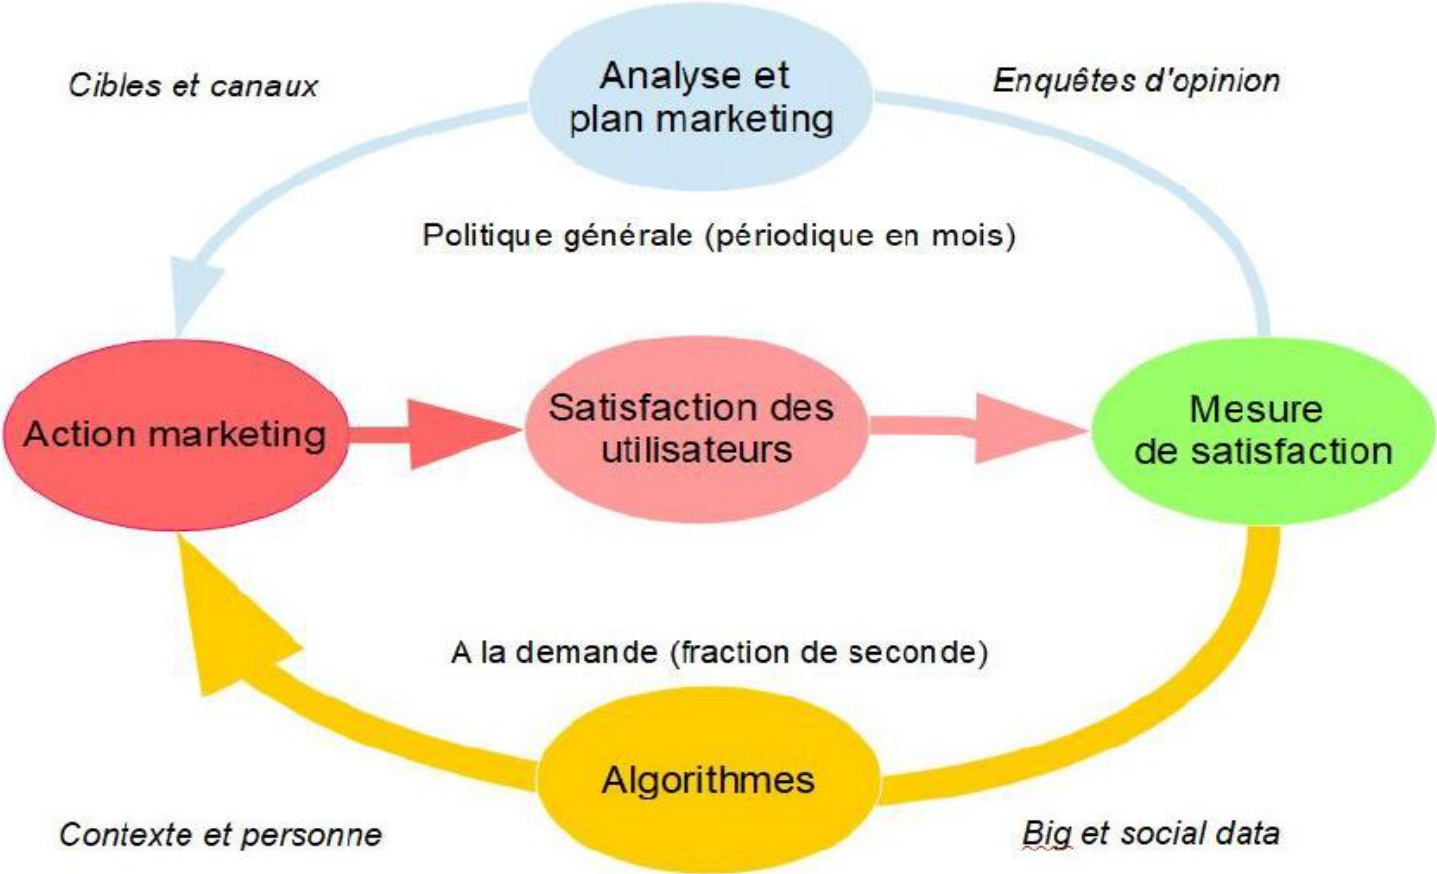 Analyse et
plan marketing
Cibles et canaux
Enquêtes d'opinion
Politique générale (périodique en mois)
Action marketing
Satisfaction des
utilisateurs
Mesure
de satisfaction
A la demande (fraction de seconde)
Algorithmes
Contexte et personne
Big et social data